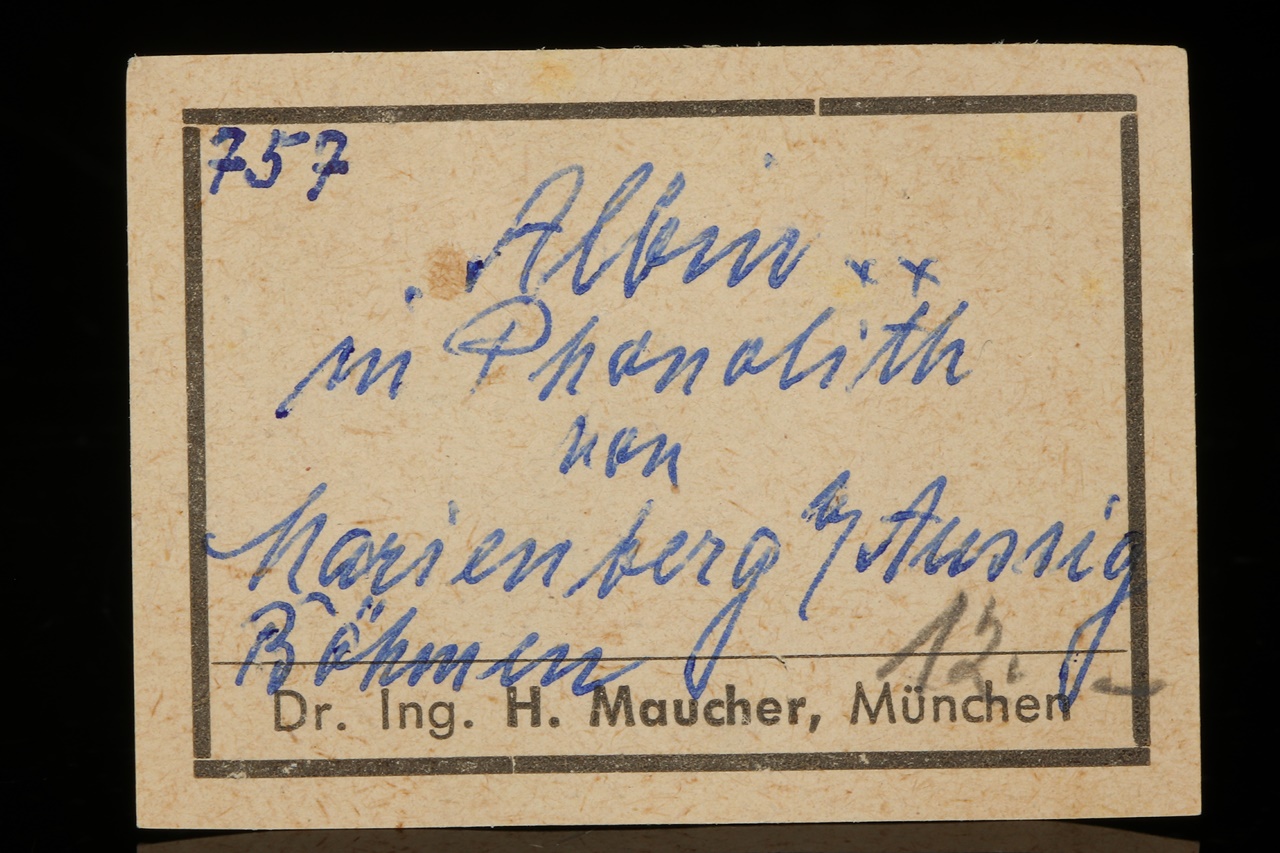 757
Albin xx
in Phonolith
von
Marienberg b/ Aussig
Böhmen
12.–
Dr. Ing. H. Maucher, München